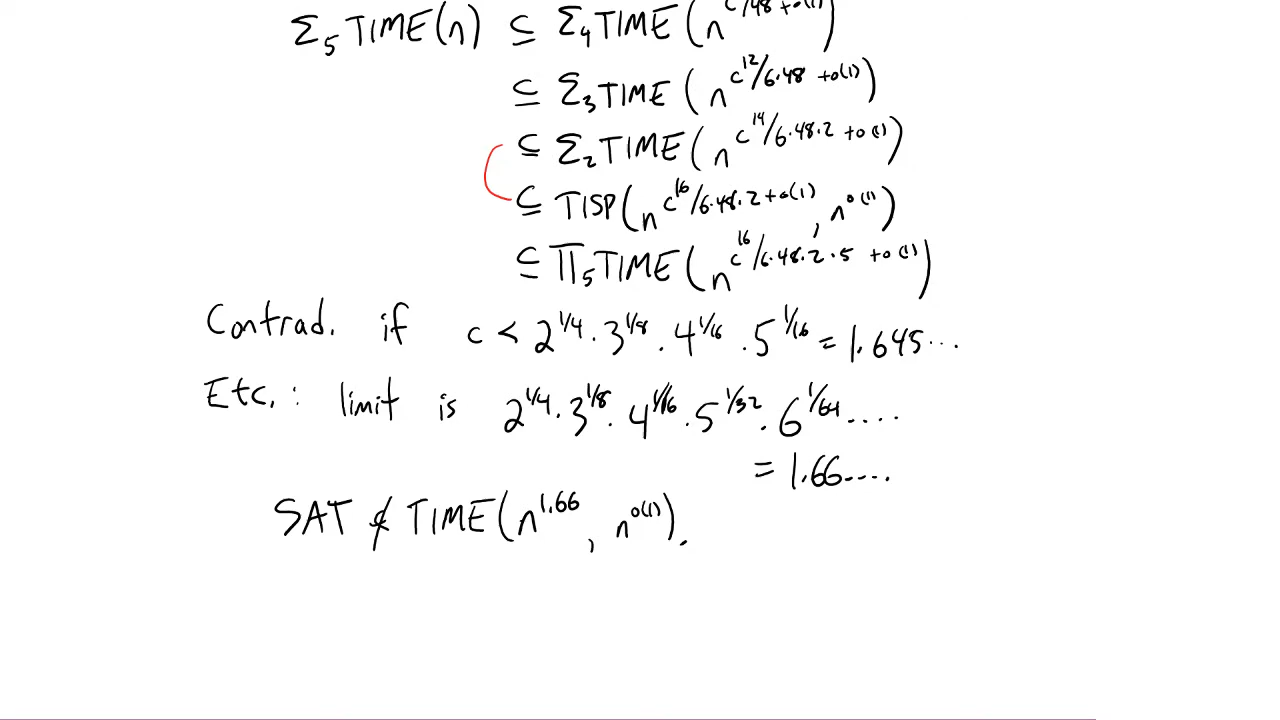 Σ₅TIME(n) ⊆ Σ₄TIME(n^{c/48 + o(1)})
⊆ Σ₃TIME(n^{c^{12}/6·48 + o(1)})
⊆ Σ₂TIME(n^{c^{14}/6·48·2 + o(1)})
⊆ TISP(n^{c^{16}/6·48·2 + o(1)}, n^{o(1)})
⊆ Π₅TIME(n^{c^{16}/6·48·2·5 + o(1)})
Contrad. if c < 2^{1/4}·3^{1/8}·4^{1/16}·5^{1/16} = 1.645...
Etc.: limit is 2^{1/4}·3^{1/8}·4^{1/16}·5^{1/32}·6^{1/64}....
= 1.66....
SAT ∉ TIME(n^{1.66}, n^{o(1)}).